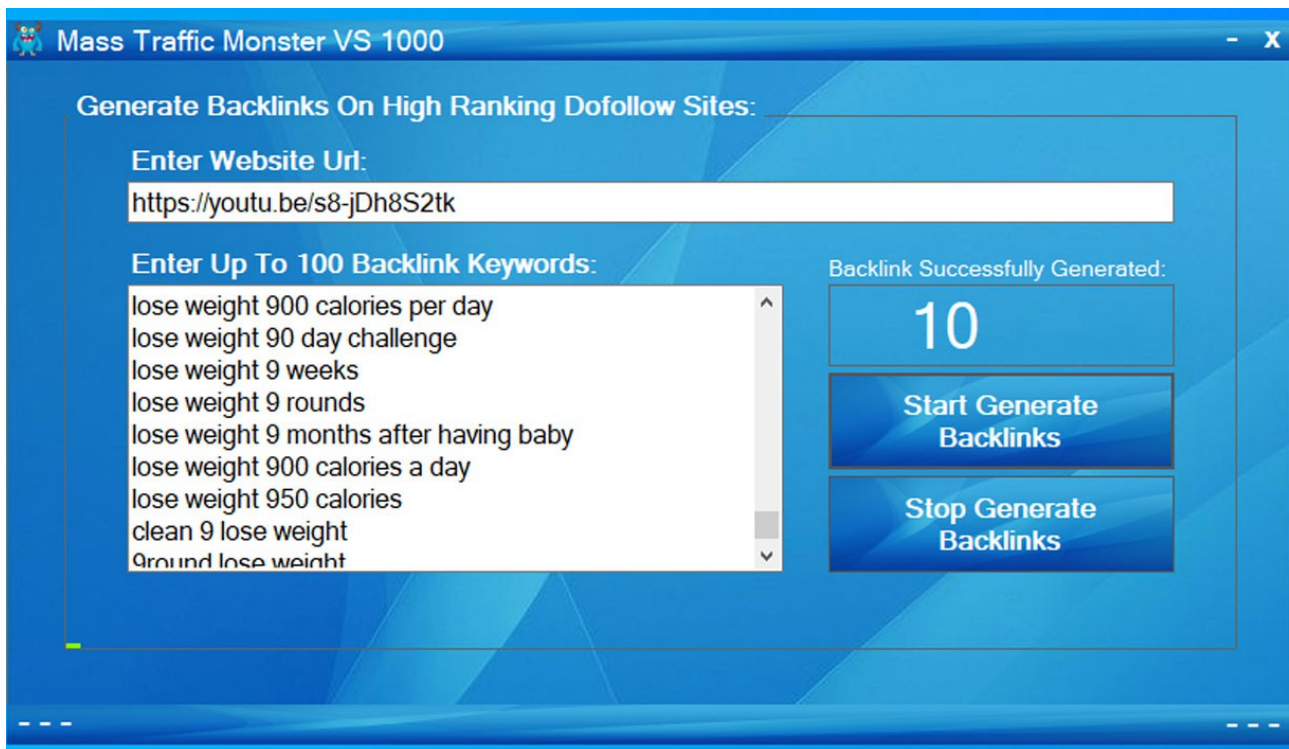 Mass Traffic Monster VS 1000
- x
Generate Backlinks On High Ranking Dofollow Sites:
Enter Website Url:
https://youtu.be/s8-jDh8S2tk
Enter Up To 100 Backlink Keywords:
lose weight 900 calories per day
lose weight 90 day challenge
lose weight 9 weeks
lose weight 9 rounds
lose weight 9 months after having baby
lose weight 900 calories a day
lose weight 950 calories
clean 9 lose weight
9round lose weight
Backlink Successfully Generated:
10
Start Generate
Backlinks
Stop Generate
Backlinks
- - -
- - -